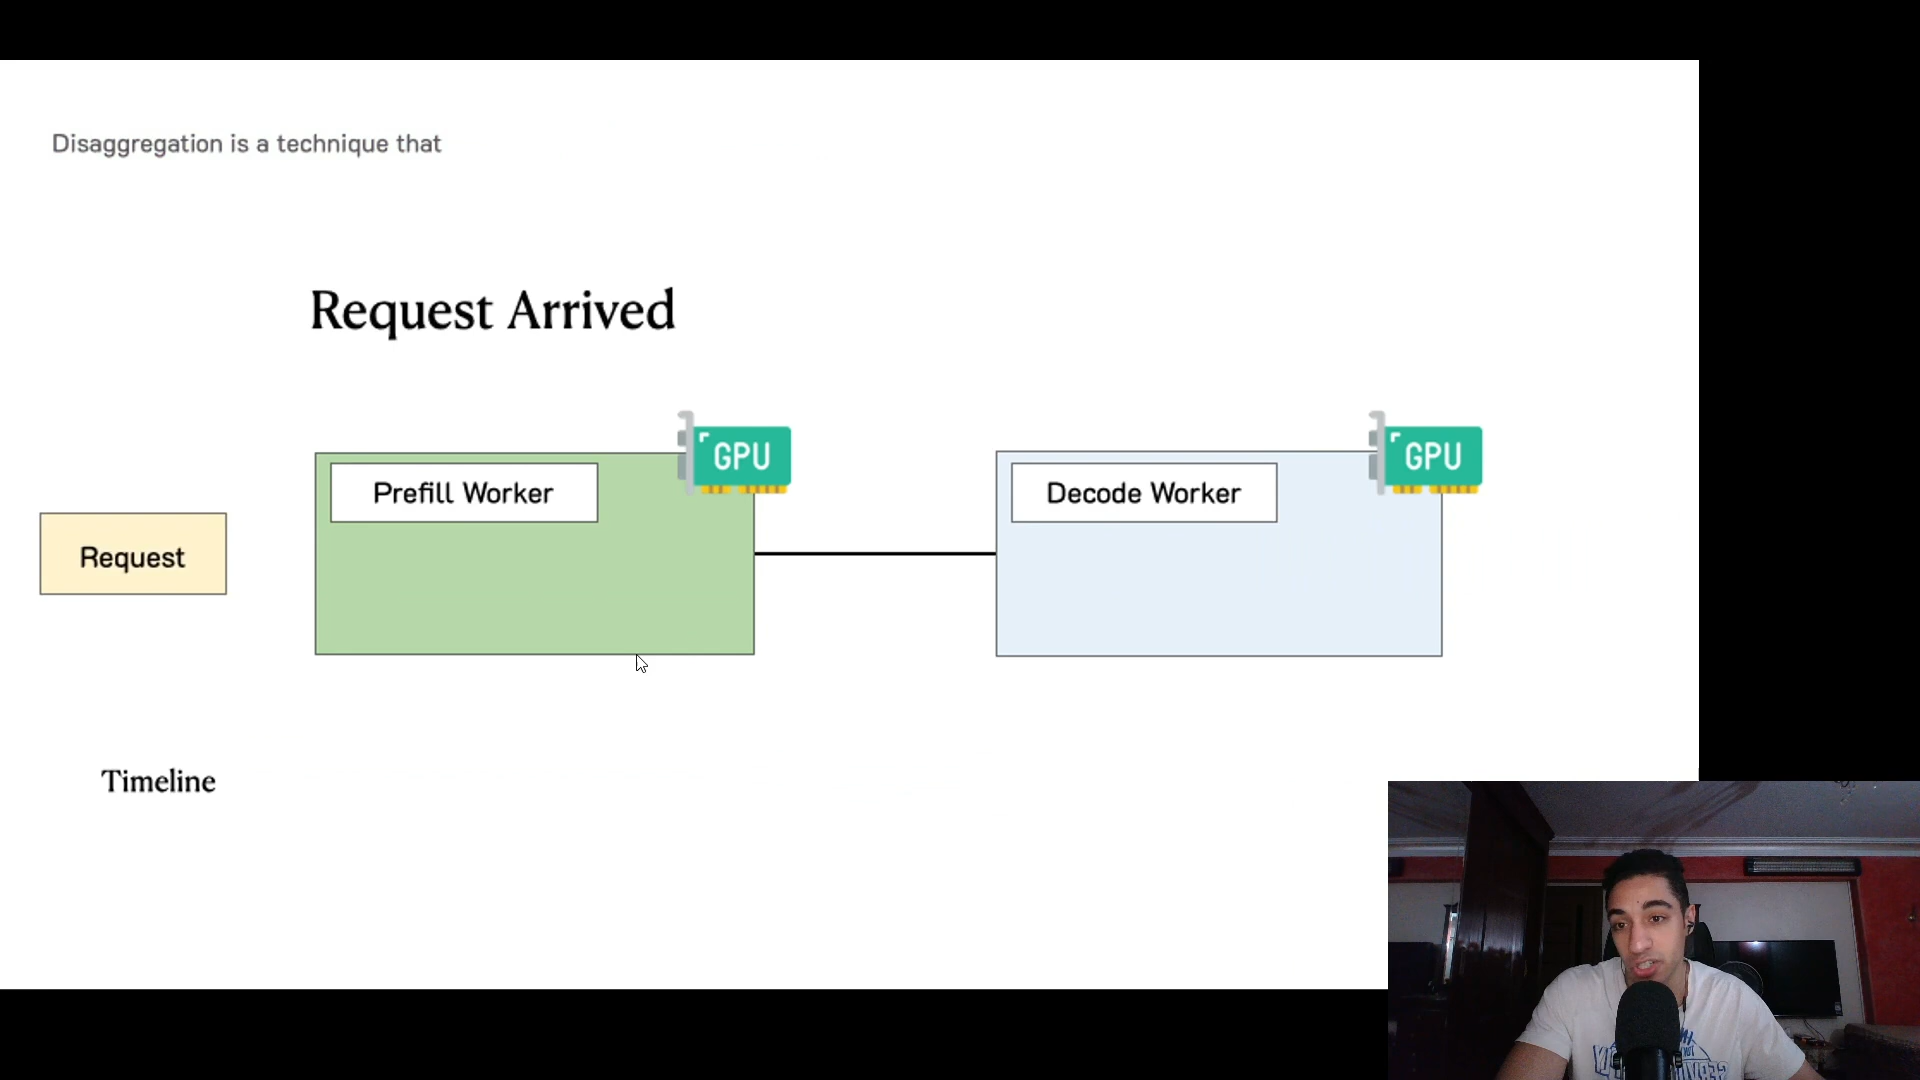 Disaggregation is a technique that
Request Arrived
GPU
GPU
Prefill Worker
Decode Worker
Request
Timeline